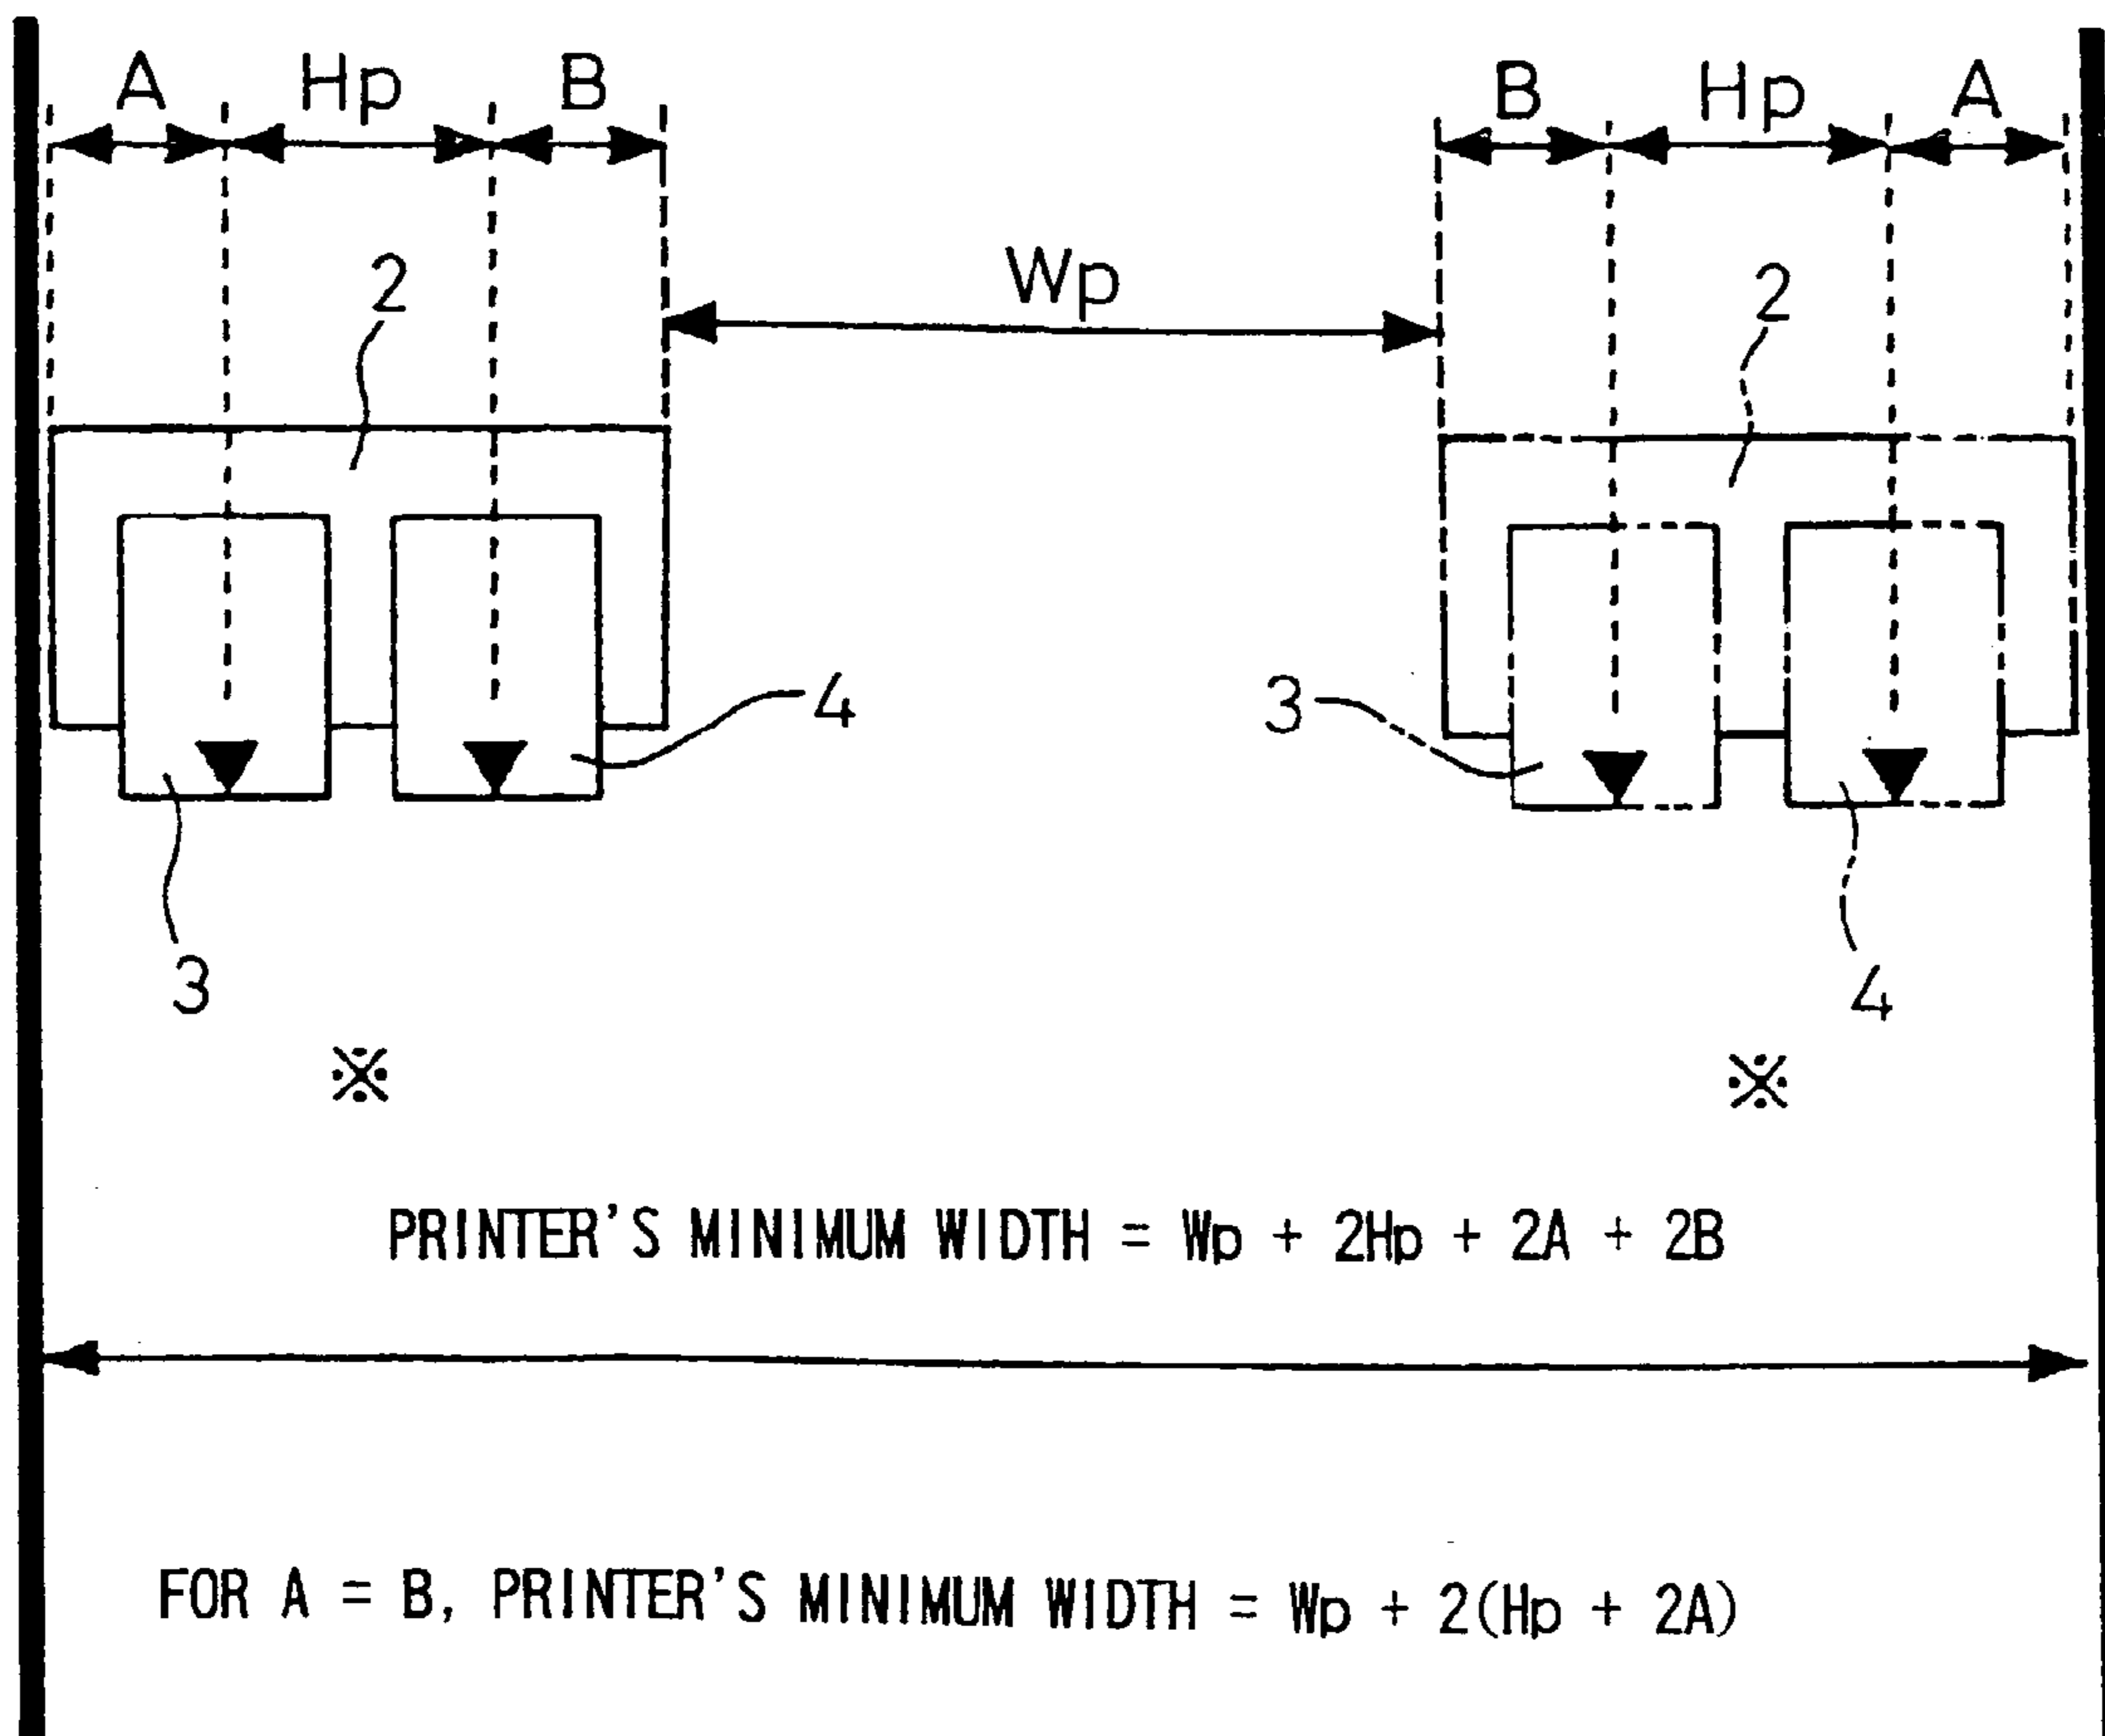 A Hp B B Hp A
Wp
2 2
4 3
3 4
※ ※
PRINTER'S MINIMUM WIDTH = Wp + 2Hp + 2A + 2B
FOR A = B, PRINTER'S MINIMUM WIDTH = Wp + 2(Hp + 2A)